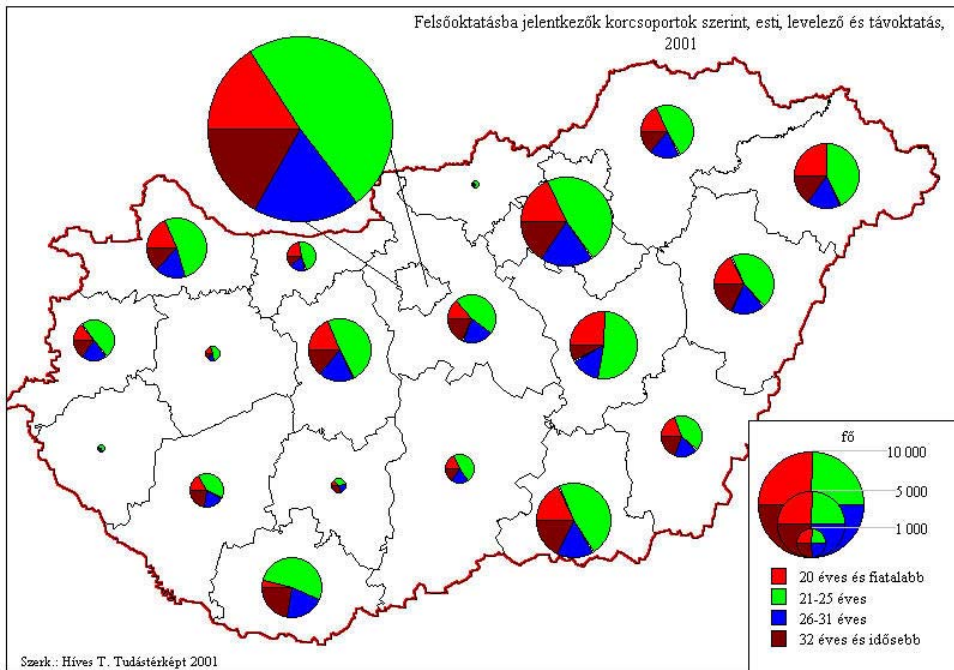 Felsőoktatásba jelentkezők korcsoportok szerint, esti, levelező és távoktatás,
2001
fő
10 000
5 000
1 000
20 éves és fiatalabb
21-25 éves
26-31 éves
32 éves és idősebb
Szerk.: Híves T. Tudástérképt 2001